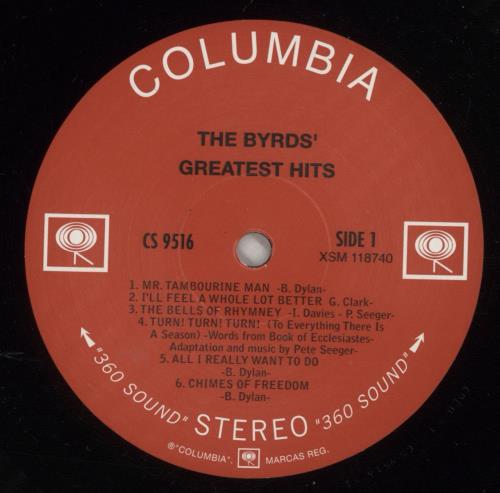 COLUMBIA
THE BYRDS'
GREATEST HITS
CS 9516
SIDE 1
XSM 118740
1. MR. TAMBOURINE MAN -B. Dylan-
2. I'LL FEEL A WHOLE LOT BETTER G. Clark-
3. THE BELLS OF RHYMNEY -I. Davies - P. Seeger-
4. TURN! TURN! TURN! (To Everything There Is
A Season) -Words from Book of Ecclesiastes-
Adaptation and music by Pete Seeger-
5. ALL I REALLY WANT TO DO
-B. Dylan-
6. CHIMES OF FREEDOM
-B. Dylan-
"360 SOUND" STEREO "360 SOUND"
®"COLUMBIA". MARCAS REG.